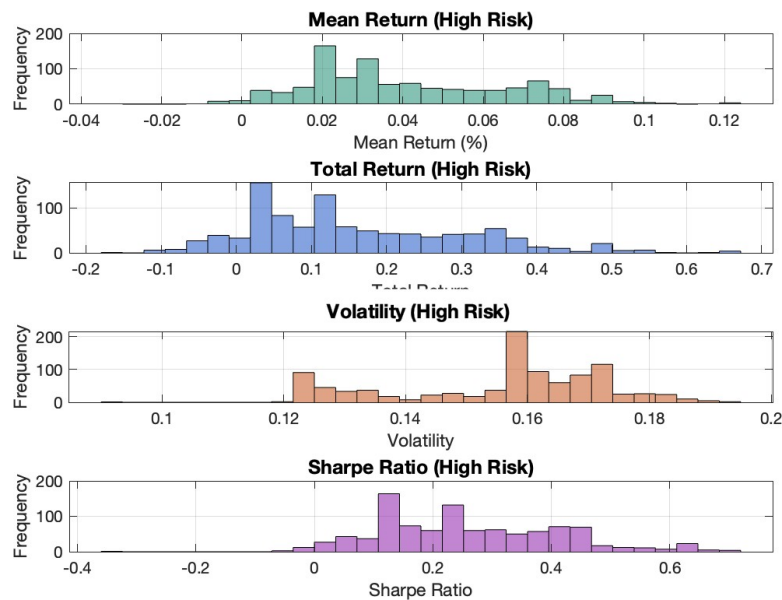 Mean Return (High Risk)
200
100
0
Frequency
-0.04 -0.02 0 0.02 0.04 0.06 0.08 0.1 0.12
Mean Return (%)
Total Return (High Risk)
100
0
Frequency
-0.2 -0.1 0 0.1 0.2 0.3 0.4 0.5 0.6 0.7
Total Return
Volatility (High Risk)
200
100
0
Frequency
0.1 0.12 0.14 0.16 0.18 0.2
Volatility
Sharpe Ratio (High Risk)
200
100
0
Frequency
-0.4 -0.2 0 0.2 0.4 0.6
Sharpe Ratio